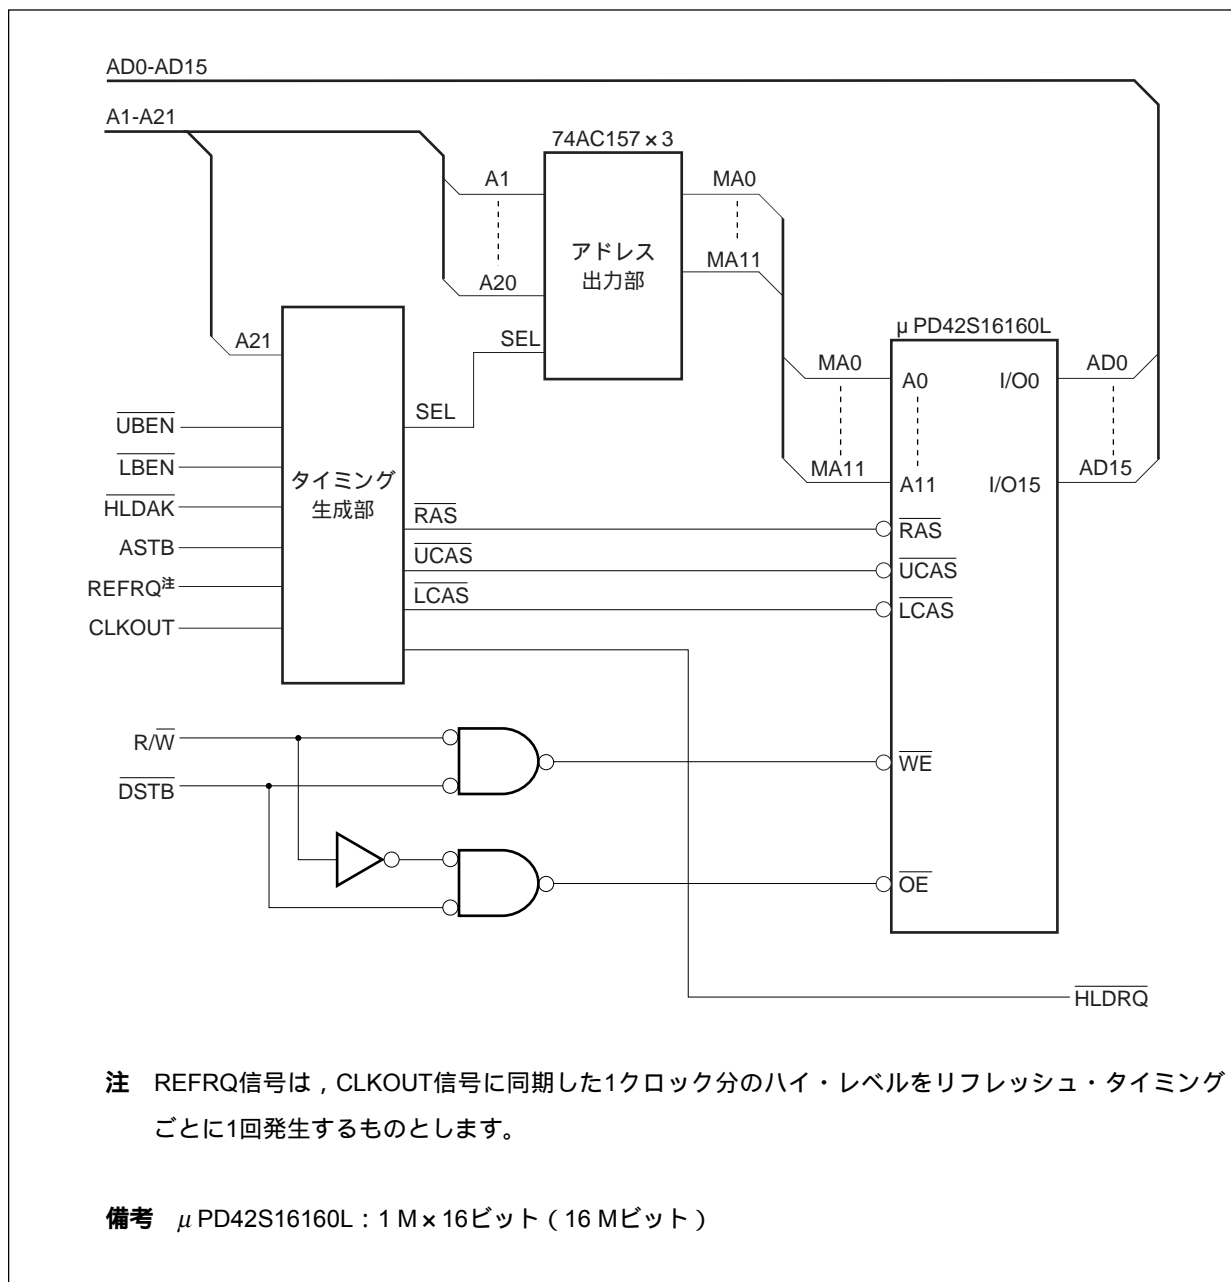 AD0-AD15
A1-A21
74AC157×3
A1
MA0
アドレス
出力部
A20
MA11
μPD42S16160L
A21
SEL
MA0
A0
I/O0
AD0
UBEN
SEL
LBEN
タイミング
生成部
MA11
A11
I/O15
AD15
HLDAK
RAS
RAS
ASTB
UCAS
UCAS
REFRQ注
LCAS
LCAS
CLKOUT
R/W
WE
DSTB
OE
HLDRQ
注 REFRQ信号は,CLKOUT信号に同期した1クロック分のハイ・レベルをリフレッシュ・タイミング
ごとに1回発生するものとします。
備考 μPD42S16160L:1 M×16ビット(16 Mビット)